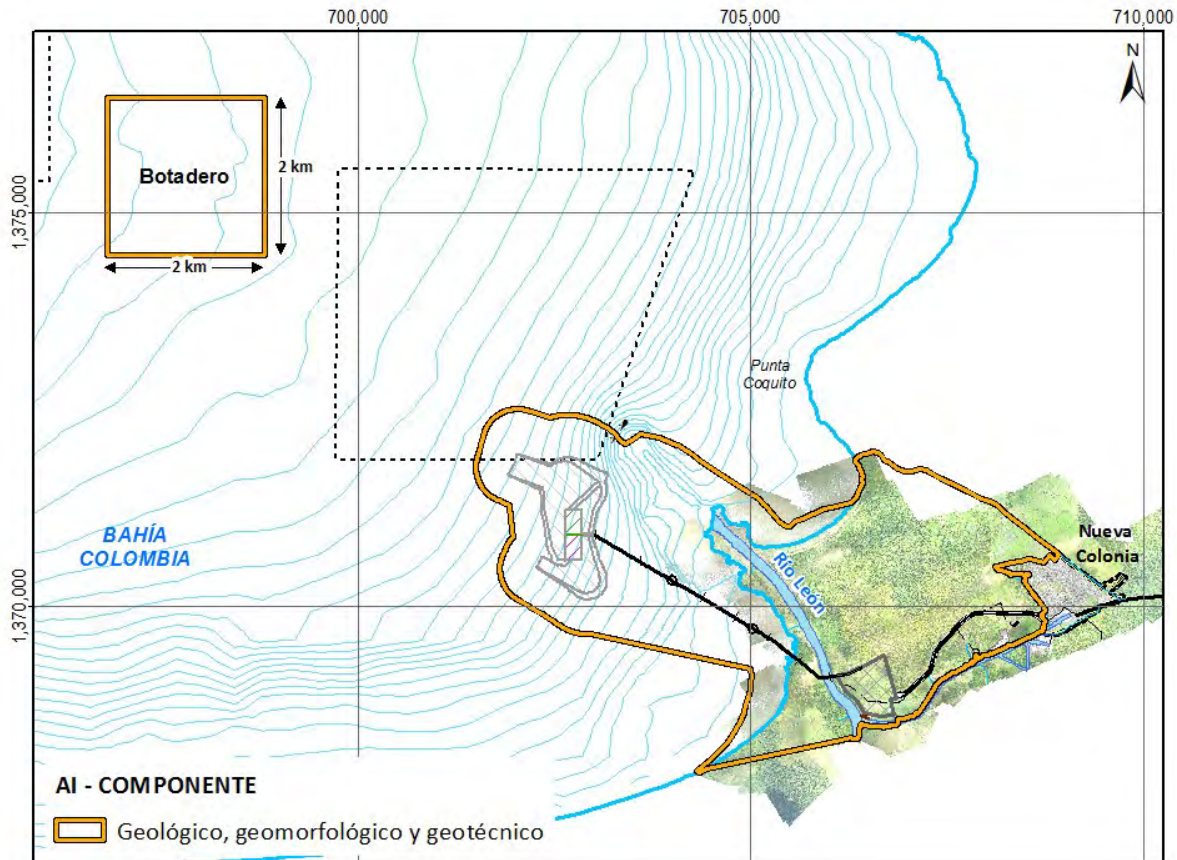 700,000
705,000
710,000
N
1,375,000
Botadero
2 km
2 km
Punta
Coquito
BAHÍA
COLOMBIA
Nueva
Colonia
Río León
1,370,000
AI - COMPONENTE
Geológico, geomorfológico y geotécnico